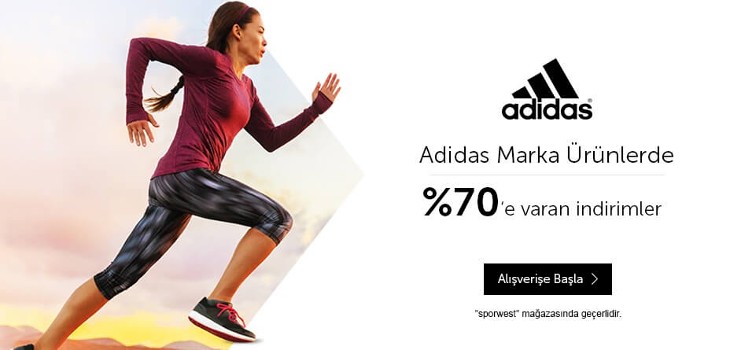 adidas®
Adidas Marka Ürünlerde
%70'e varan indirimler
Alışverişe Başla
"sporwest" mağazasında geçerlidir.